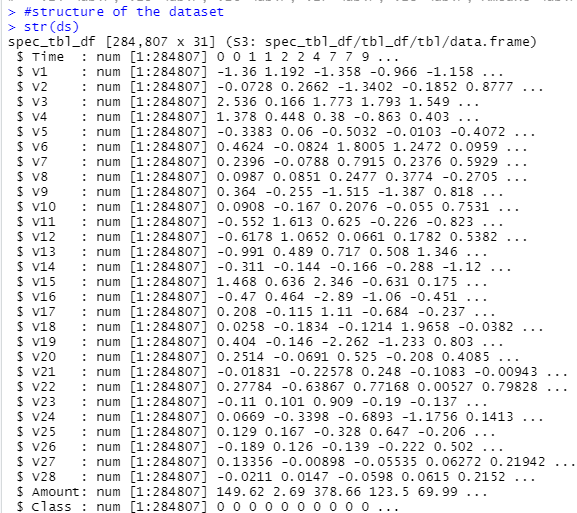 > #structure of the dataset
> str(ds)
spec_tbl_df [284,807 x 31] (S3: spec_tbl_df/tbl_df/tbl/data.frame)
$ Time : num [1:284807] 0 0 1 1 2 2 4 7 7 9 ...
$ V1 : num [1:284807] -1.36 1.192 -1.358 -0.966 -1.158 ...
$ V2 : num [1:284807] -0.0728 0.2662 -1.3402 -0.1852 0.8777 ...
$ V3 : num [1:284807] 2.536 0.166 1.773 1.793 1.549 ...
$ V4 : num [1:284807] 1.378 0.448 0.38 -0.863 0.403 ...
$ V5 : num [1:284807] -0.3383 0.06 -0.5032 -0.0103 -0.4072 ...
$ V6 : num [1:284807] 0.4624 -0.0824 1.8005 1.2472 0.0959 ...
$ V7 : num [1:284807] 0.2396 -0.0788 0.7915 0.2376 0.5929 ...
$ V8 : num [1:284807] 0.0987 0.0851 0.2477 0.3774 -0.2705 ...
$ V9 : num [1:284807] 0.364 -0.255 -1.515 -1.387 0.818 ...
$ V10 : num [1:284807] 0.0908 -0.167 0.2076 -0.055 0.7531 ...
$ V11 : num [1:284807] -0.552 1.613 0.625 -0.226 -0.823 ...
$ V12 : num [1:284807] -0.6178 1.0652 0.0661 0.1782 0.5382 ...
$ V13 : num [1:284807] -0.991 0.489 0.717 0.508 1.346 ...
$ V14 : num [1:284807] -0.311 -0.144 -0.166 -0.288 -1.12 ...
$ V15 : num [1:284807] 1.468 0.636 2.346 -0.631 0.175 ...
$ V16 : num [1:284807] -0.47 0.464 -2.89 -1.06 -0.451 ...
$ V17 : num [1:284807] 0.208 -0.115 1.11 -0.684 -0.237 ...
$ V18 : num [1:284807] 0.0258 -0.1834 -0.1214 1.9658 -0.0382 ...
$ V19 : num [1:284807] 0.404 -0.146 -2.262 -1.233 0.803 ...
$ V20 : num [1:284807] 0.2514 -0.0691 0.525 -0.208 0.4085 ...
$ V21 : num [1:284807] -0.01831 -0.22578 0.248 -0.1083 -0.00943 ...
$ V22 : num [1:284807] 0.27784 -0.63867 0.77168 0.00527 0.79828 ...
$ V23 : num [1:284807] -0.11 0.101 0.909 -0.19 -0.137 ...
$ V24 : num [1:284807] 0.0669 -0.3398 -0.6893 -1.1756 0.1413 ...
$ V25 : num [1:284807] 0.129 0.167 -0.328 0.647 -0.206 ...
$ V26 : num [1:284807] -0.189 0.126 -0.139 -0.222 0.502 ...
$ V27 : num [1:284807] 0.13356 -0.00898 -0.05535 0.06272 0.21942 ...
$ V28 : num [1:284807] -0.0211 0.0147 -0.0598 0.0615 0.2152 ...
$ Amount: num [1:284807] 149.62 2.69 378.66 123.5 69.99 ...
$ Class : num [1:284807] 0 0 0 0 0 0 0 0 0 0 ...